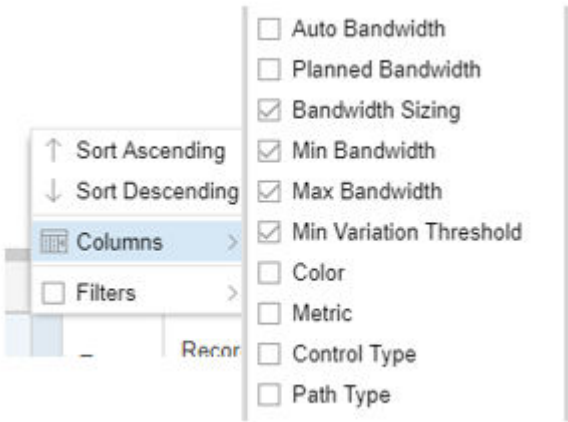 Sort Ascending
Sort Descending
Columns
Filters
Recor
Auto Bandwidth
Planned Bandwidth
Bandwidth Sizing
Min Bandwidth
Max Bandwidth
Min Variation Threshold
Color
Metric
Control Type
Path Type